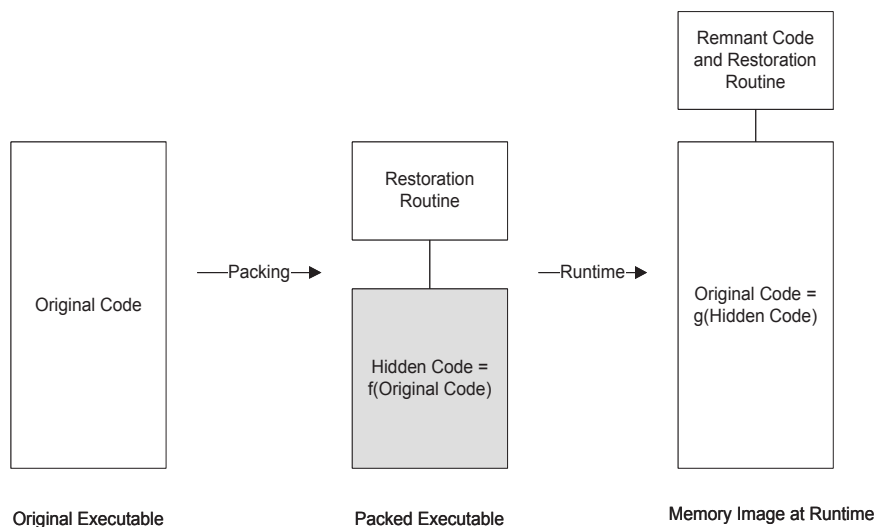 Original Code
Original Executable
Packing
Restoration
Routine
Hidden Code =
f(Original Code)
Packed Executable
Runtime
Remnant Code
and Restoration
Routine
Original Code =
g(Hidden Code)
Memory Image at Runtime